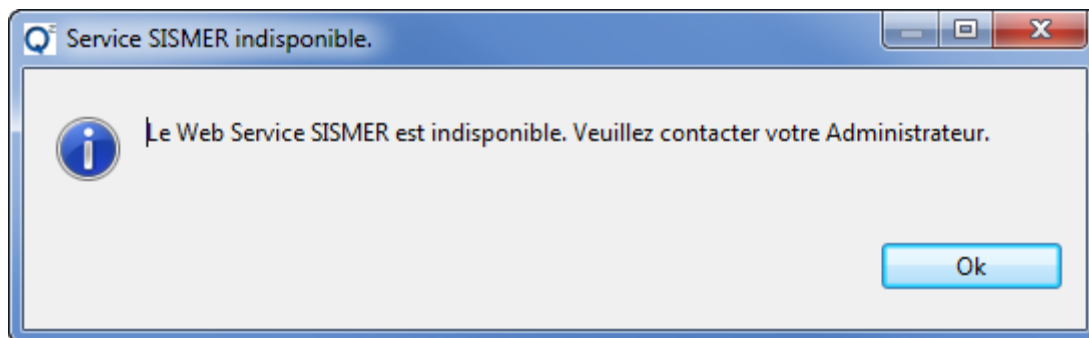 Service SISMER indisponible.
Le Web Service SISMER est indisponible. Veuillez contacter votre Administrateur.
Ok